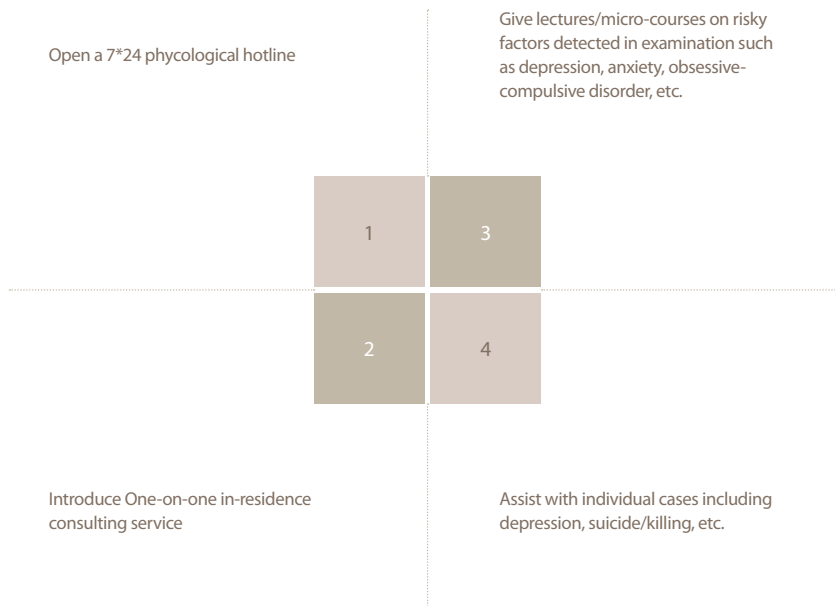 Open a 7*24 phycological hotline
Give lectures/micro-courses on risky
factors detected in examination such
as depression, anxiety, obsessive-
compulsive disorder, etc.
1
3
2
4
Introduce One-on-one in-residence
consulting service
Assist with individual cases including
depression, suicide/killing, etc.